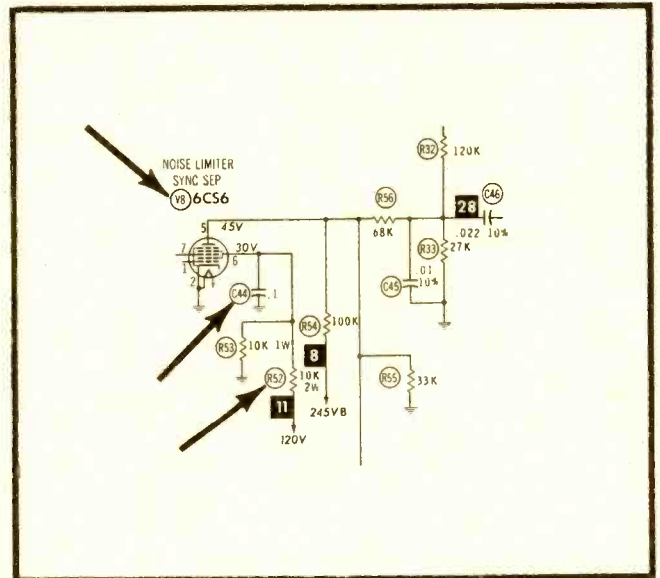 NOISE LIMITER
SYNC SEP
V8 6CS6
5 45V
30V
7
1
6
2
C44 .1
R53 10K 1W
R52 10K
2W
11
120V
R54 100K
8
245V B
R56
68K
R32 120K
28 C46
.022 10%
R33 27K
C45 .01
10%
R55 33K